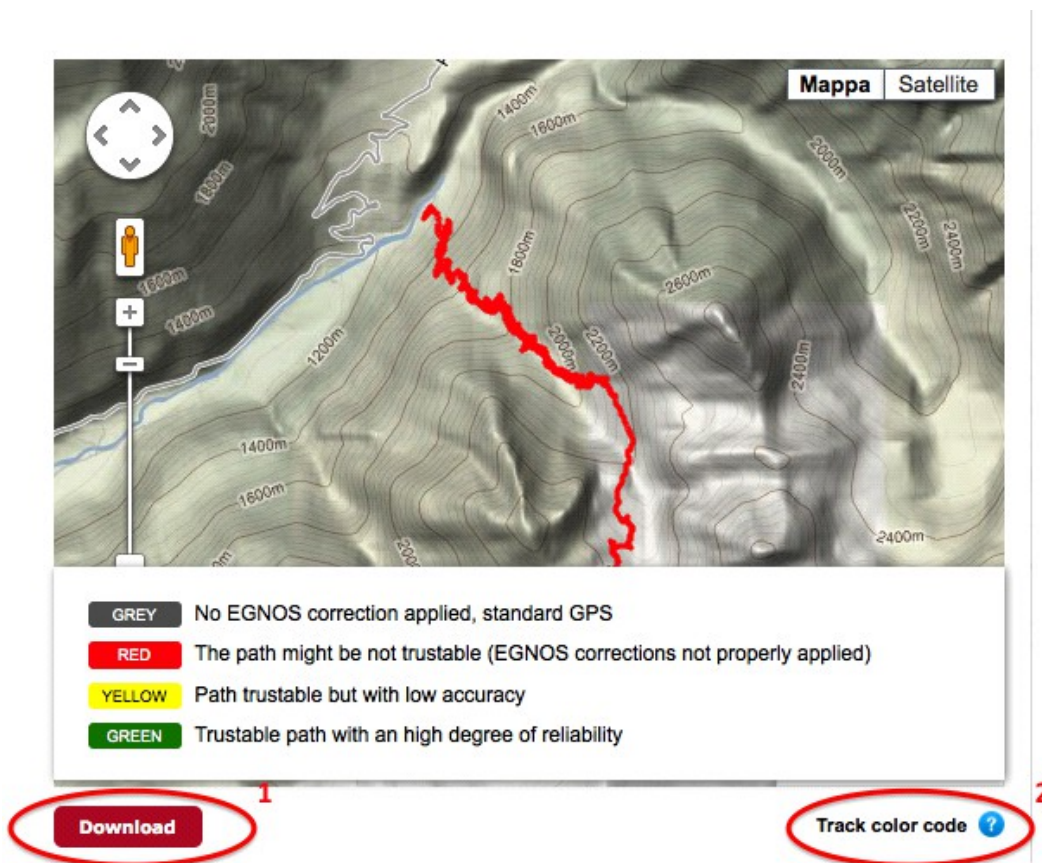 Mappa Satellite
2000m
1400m
1600m
1800m
2000m
2200m
2400m
1800m
1600m
2600m
1400m
1200m
2000m
2200m
2400m
1400m
1600m
2400m
GREY No EGNOS correction applied, standard GPS
RED The path might be not trustable (EGNOS corrections not properly applied)
YELLOW Path trustable but with low accuracy
GREEN Trustable path with an high degree of reliability
1
2
Download
Track color code ?